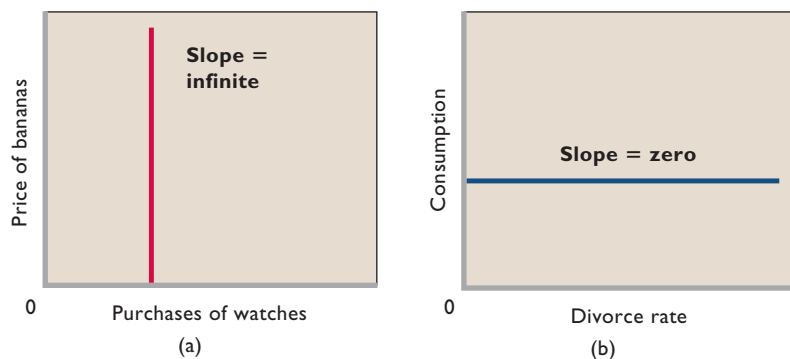 Price of bananas
Slope =
infinite
0
Purchases of watches
(a)
Consumption
Slope = zero
0
Divorce rate
(b)